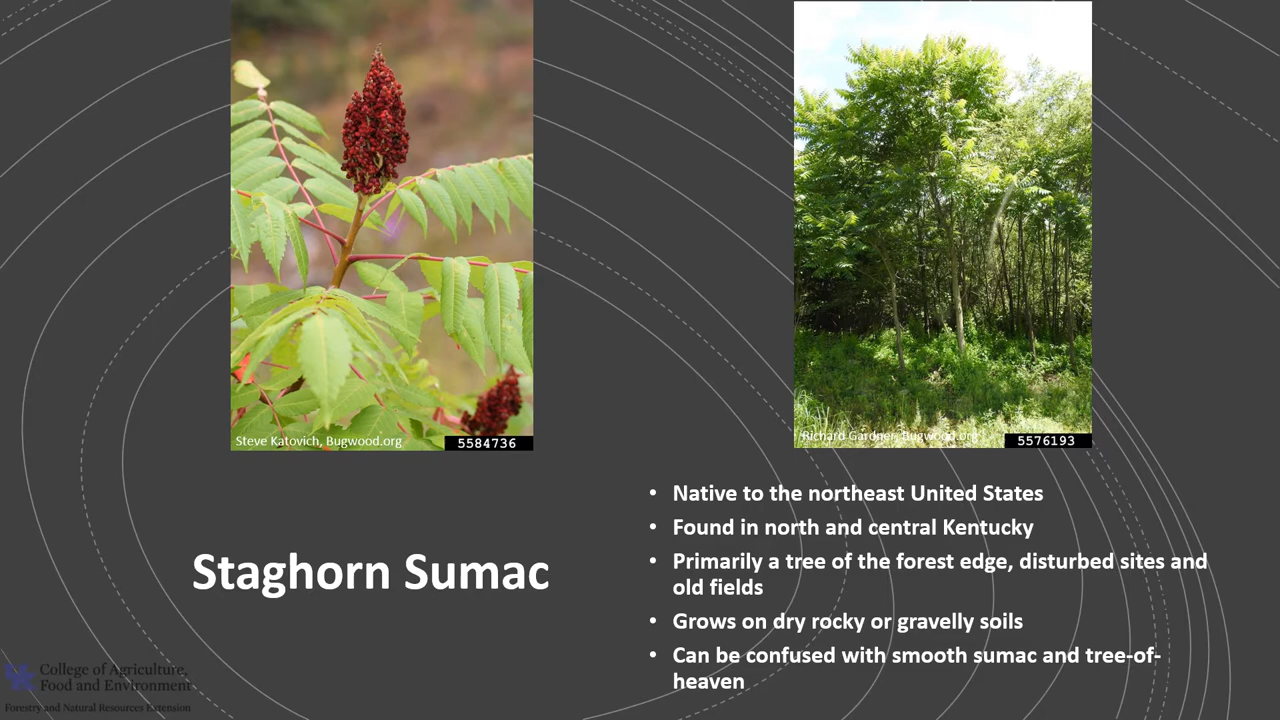 Steve Katovich, Bugwood.org
5584736
Richard Gardner, Bugwood.org
5576193
Staghorn Sumac
• Native to the northeast United States
• Found in north and central Kentucky
• Primarily a tree of the forest edge, disturbed sites and
old fields
• Grows on dry rocky or gravelly soils
• Can be confused with smooth sumac and tree-of-
heaven
UK
College of Agriculture,
Food and Environment
Forestry and Natural Resources Extension